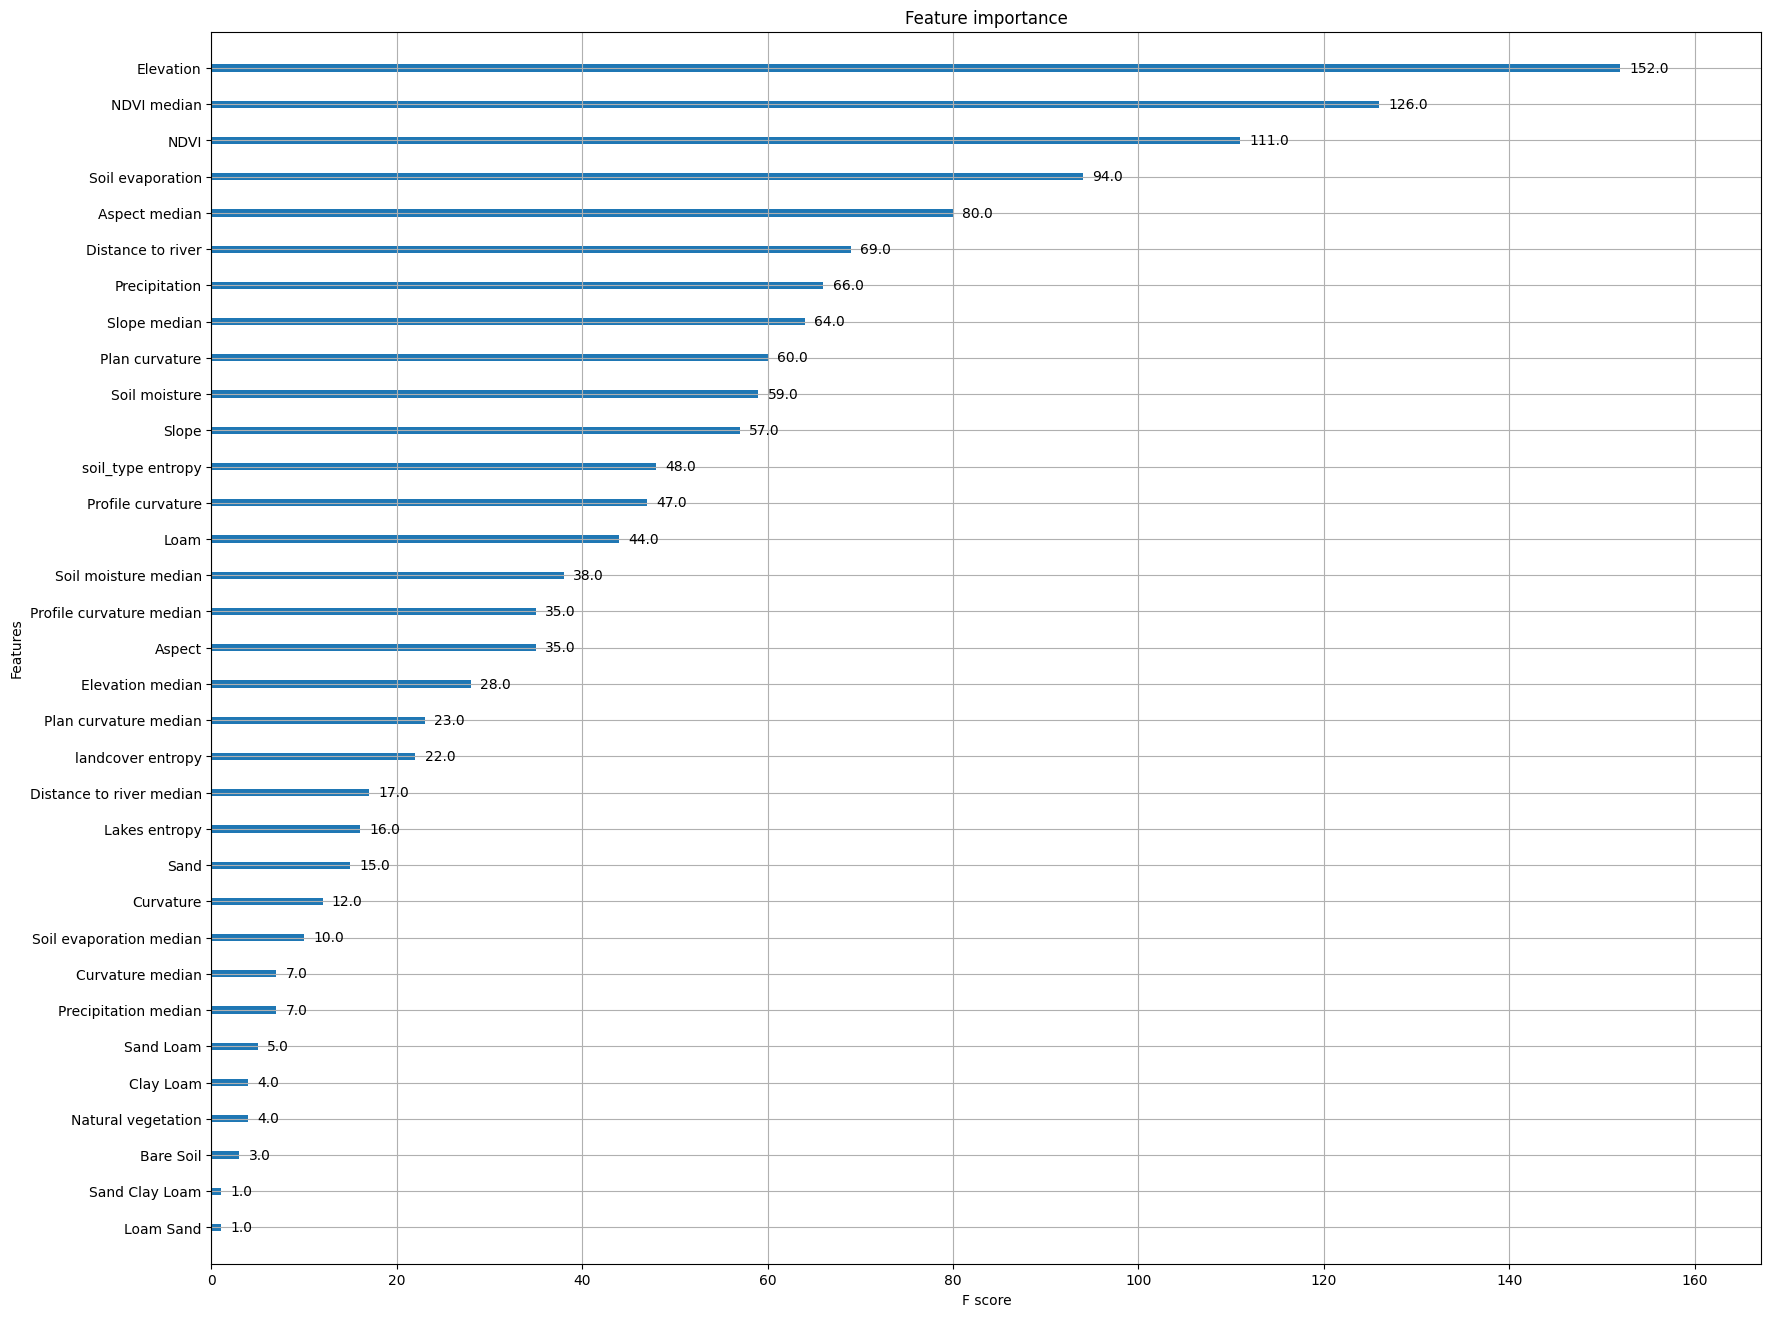 Feature importance
Elevation 152.0
NDVI median 126.0
NDVI 111.0
Soil evaporation 94.0
Aspect median 80.0
Distance to river 69.0
Precipitation 66.0
Slope median 64.0
Plan curvature 60.0
Soil moisture 59.0
Slope 57.0
soil_type entropy 48.0
Profile curvature 47.0
Loam 44.0
Soil moisture median 38.0
Profile curvature median 35.0
Aspect 35.0
Elevation median 28.0
Plan curvature median 23.0
landcover entropy 22.0
Distance to river median 17.0
Lakes entropy 16.0
Sand 15.0
Curvature 12.0
Soil evaporation median 10.0
Curvature median 7.0
Precipitation median 7.0
Sand Loam 5.0
Clay Loam 4.0
Natural vegetation 4.0
Bare Soil 3.0
Sand Clay Loam 1.0
Loam Sand 1.0
Features
0 20 40 60 80 100 120 140 160
F score